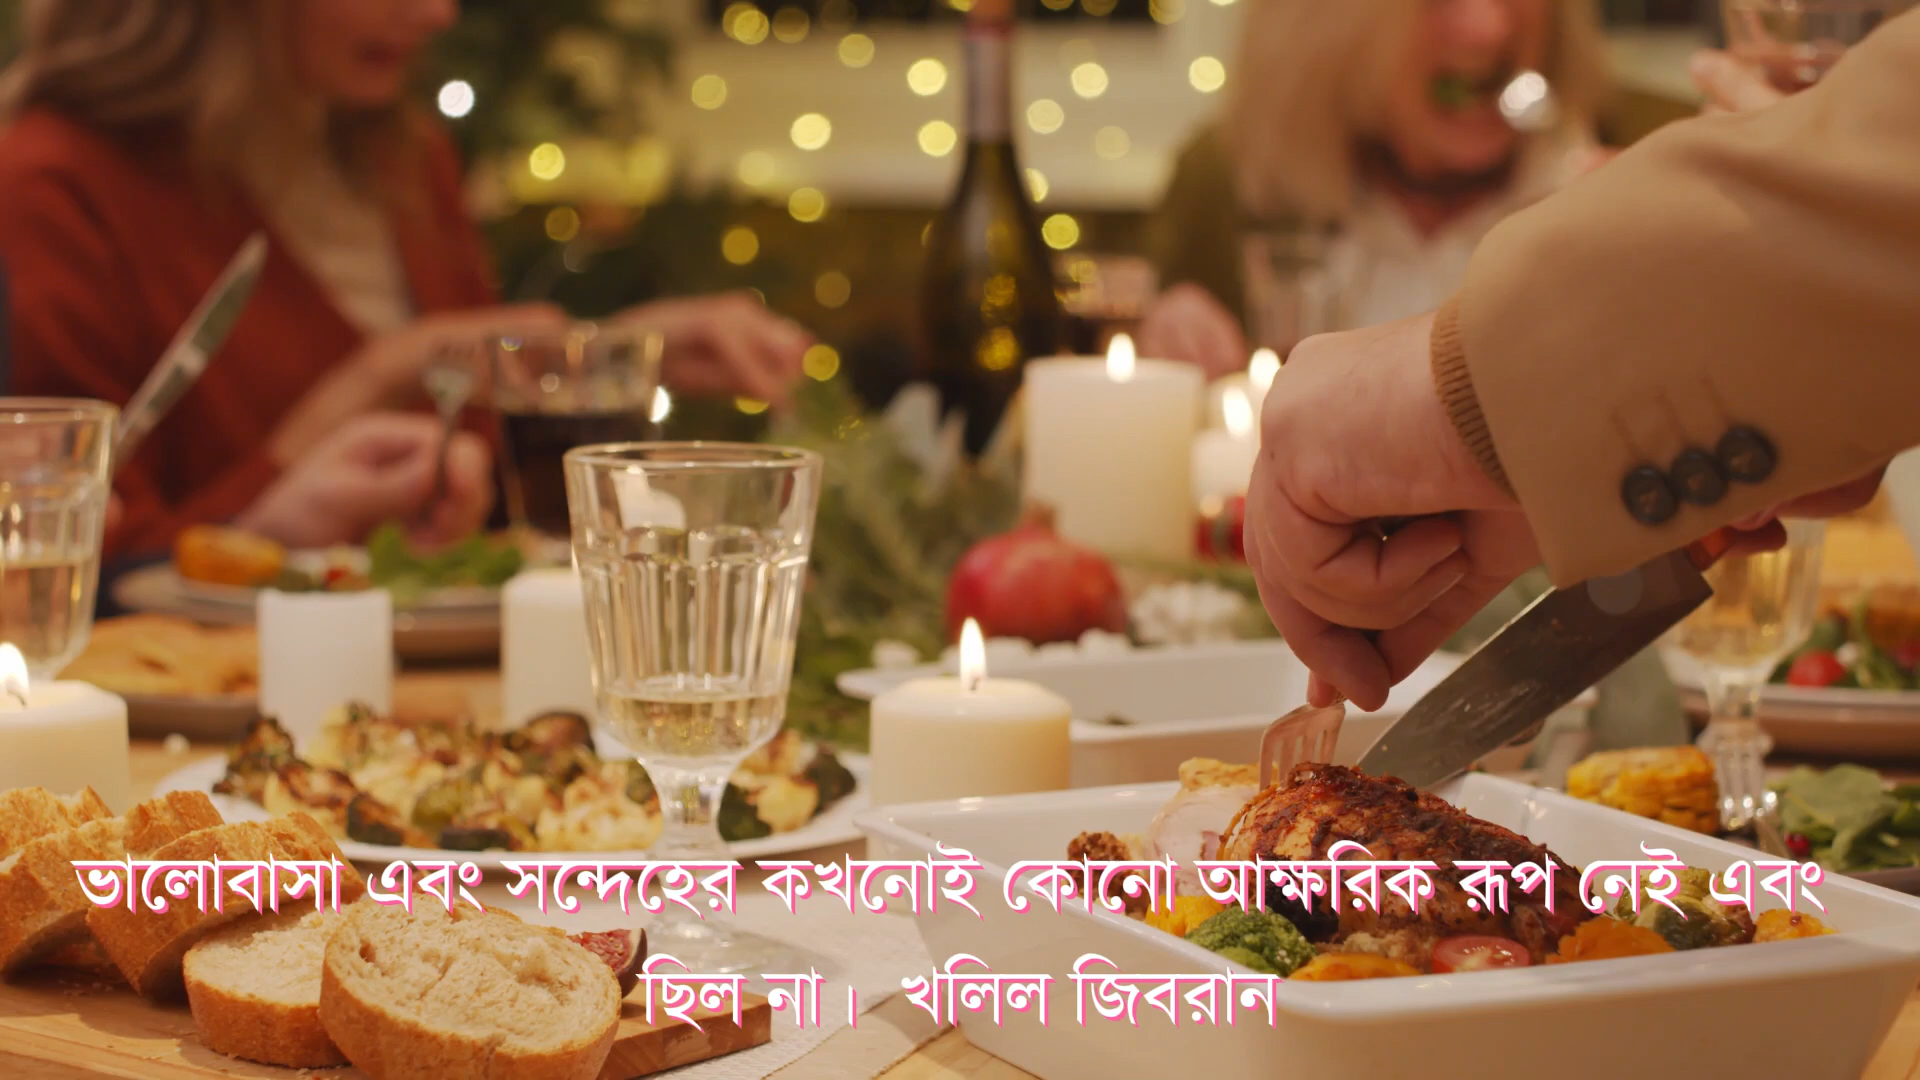 ভালোবাসা এবং সন্দেহের কখনোই কোনো আক্ষরিক রূপ নেই এবং
ছিল না। খলিল জিবরান